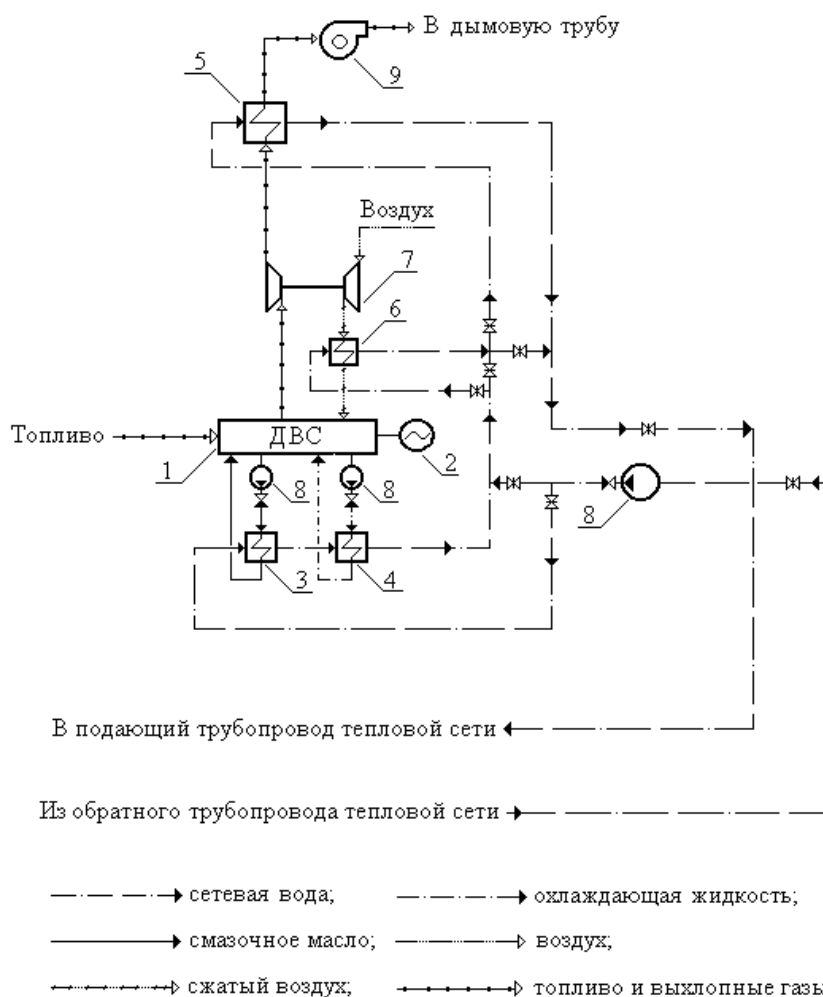 В дымовую трубу
5
9
Воздух
7
6
Топливо
ДВС
1
2
8
8
8
3
4
В подающий трубопровод тепловой сети
Из обратного трубопровода тепловой сети
сетевая вода;
охлаждающая жидкость;
смазочное масло;
воздух;
сжатый воздух;
топливо и выхлопные газы